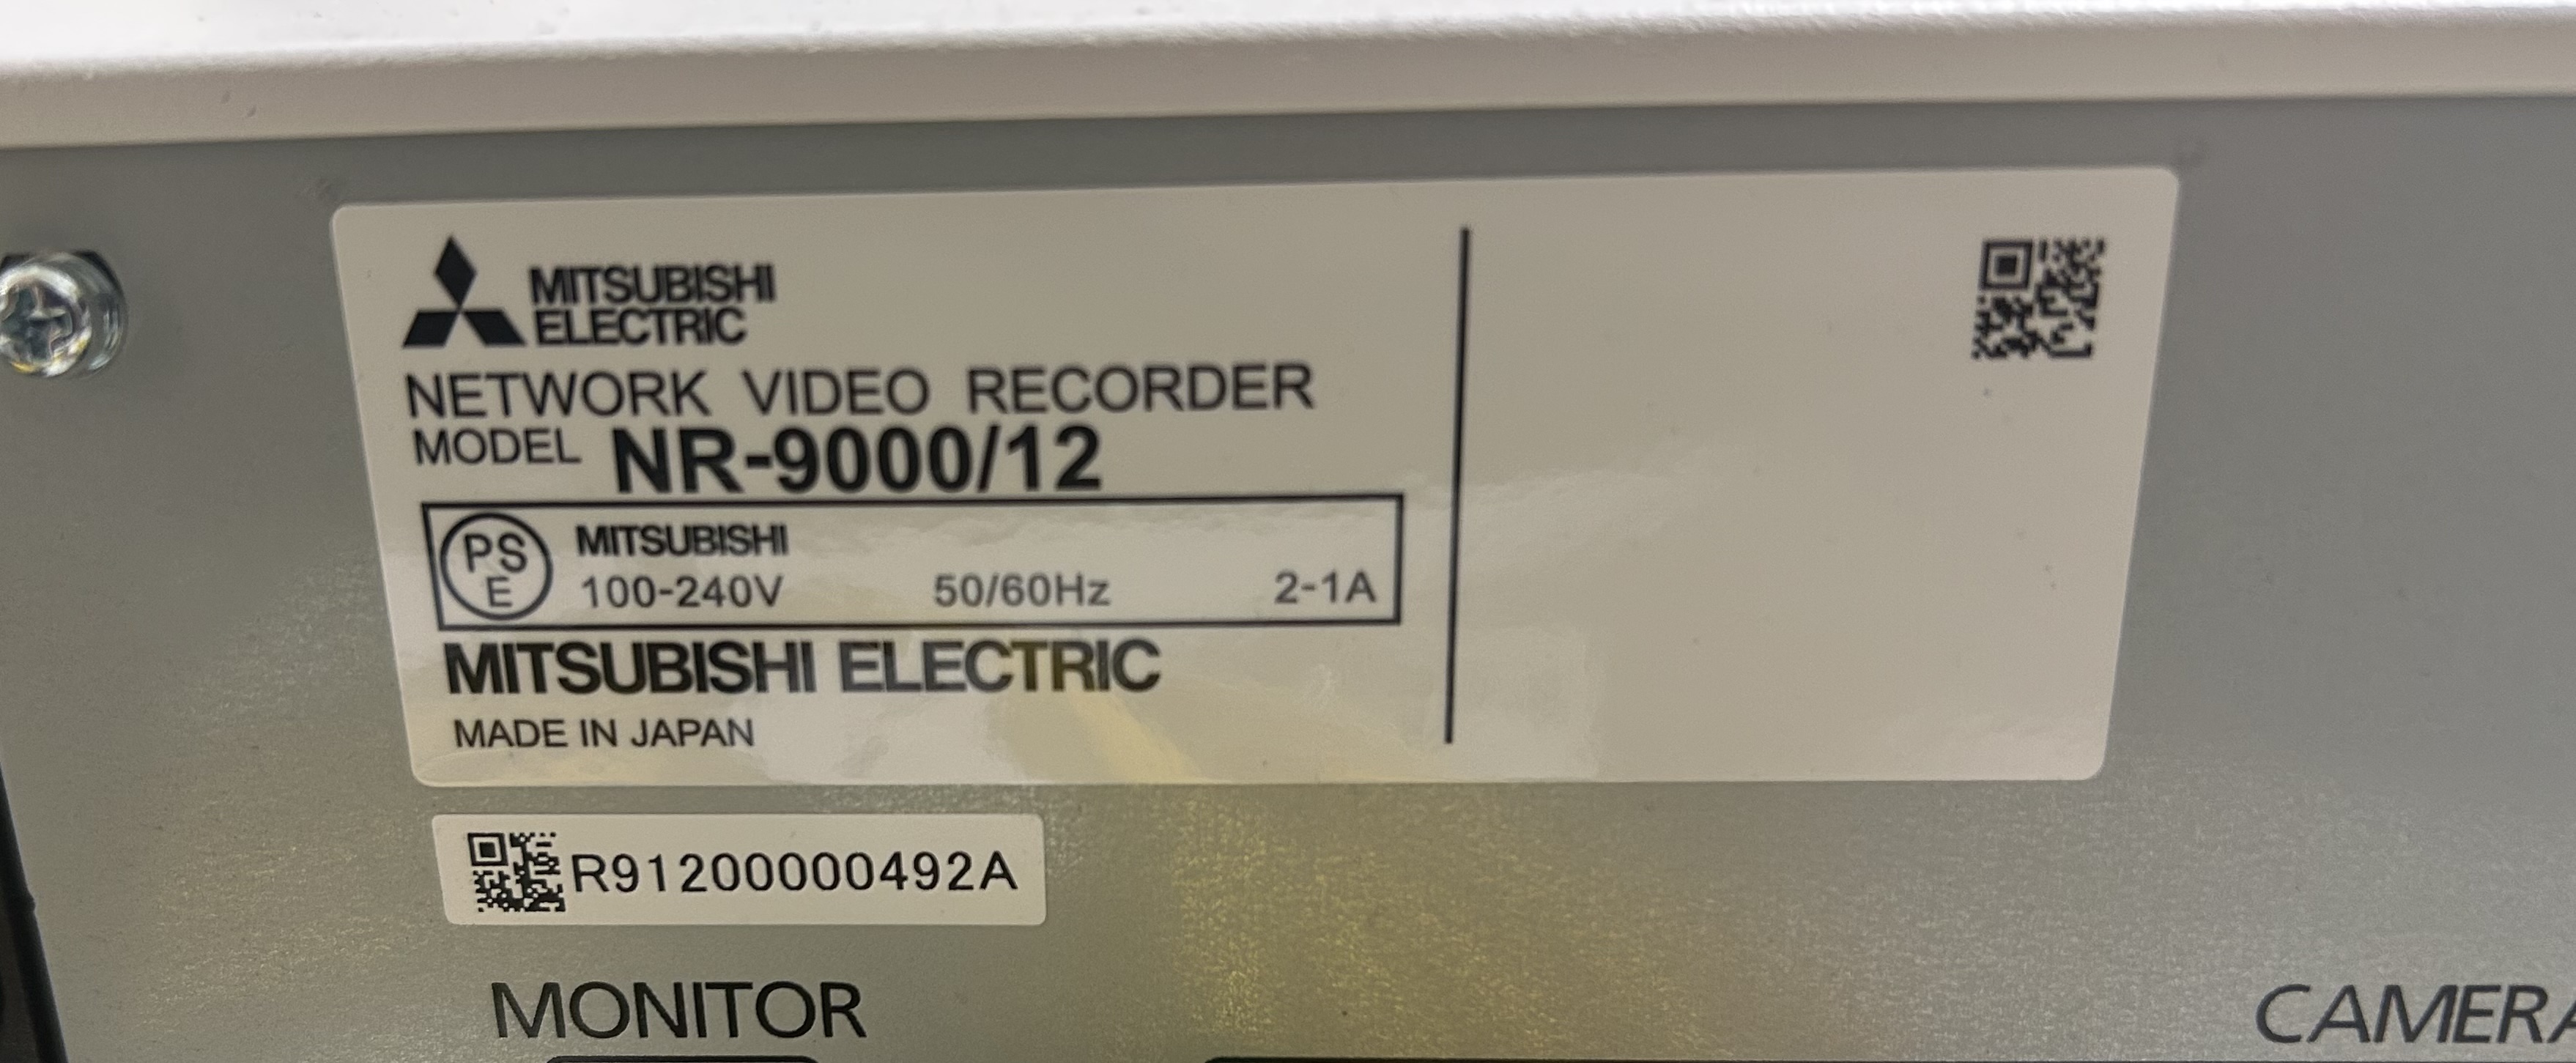 MITSUBISHI
ELECTRIC
NETWORK VIDEO RECORDER
MODEL NR-9000/12
PS
E
MITSUBISHI
100-240V 50/60Hz 2-1A
MITSUBISHI ELECTRIC
MADE IN JAPAN
R91200000492A
MONITOR
CAMERA